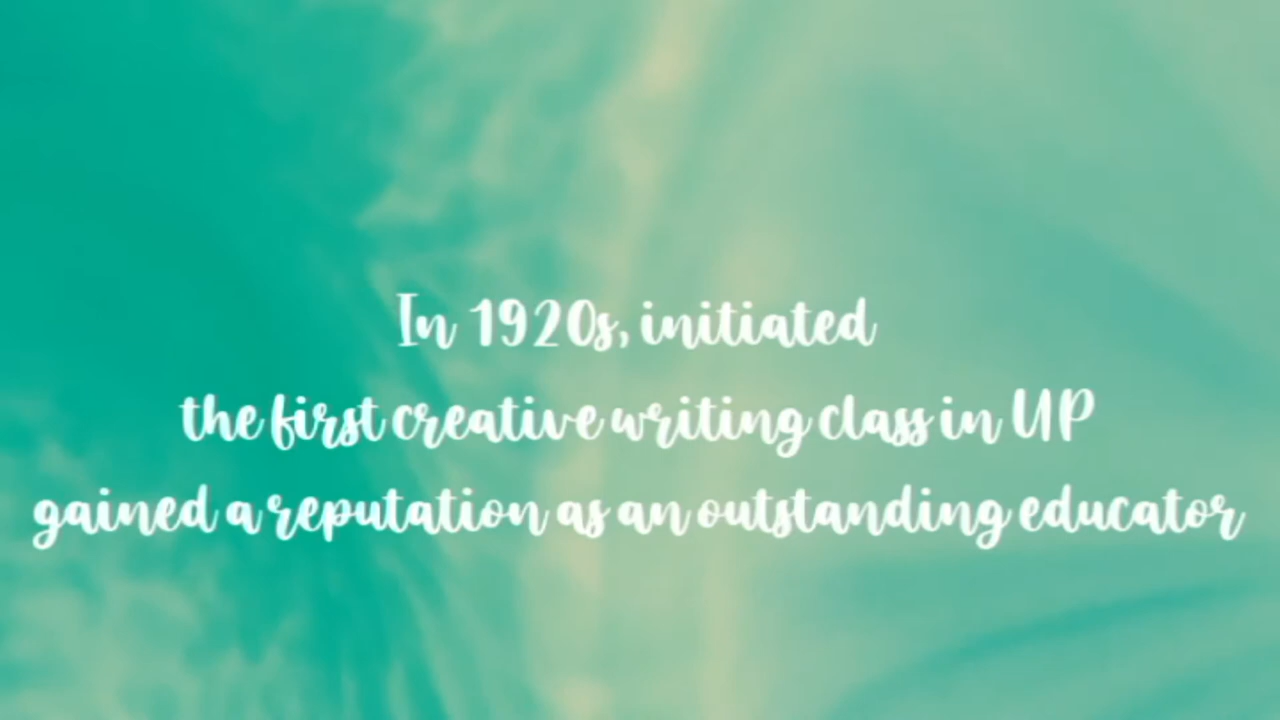 In 1920s, initiated
the first creative writing class in UP
gained a reputation as an outstanding educator